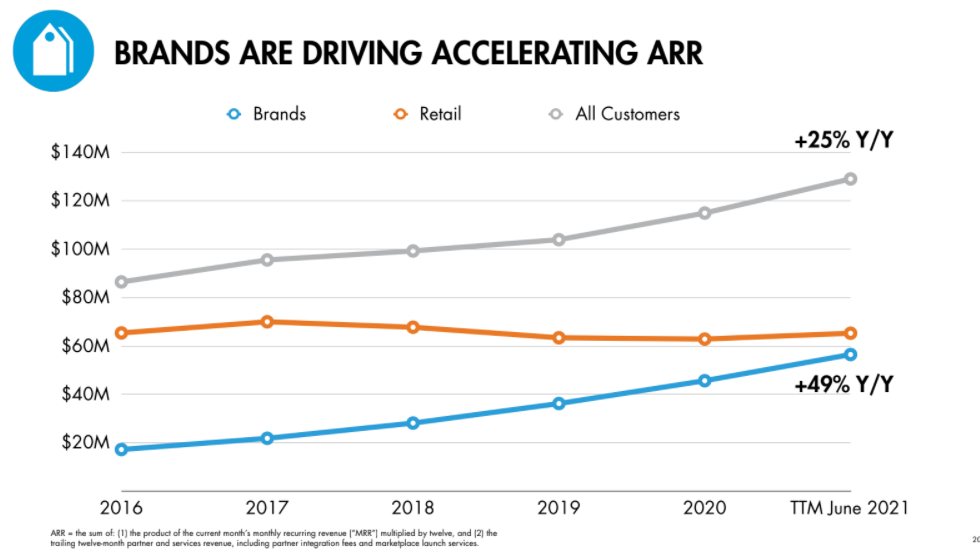 BRANDS ARE DRIVING ACCELERATING ARR
Brands
Retail
All Customers
+25% Y/Y
$140M
$120M
$100M
$80M
$60M
$40M
$20M
+49% Y/Y
2016
2017
2018
2019
2020
TTM June 2021
ARR = the sum of: (1) the product of the current month's monthly recurring revenue ("MRR") multiplied by twelve, and (2) the
trailing twelve-month partner and services revenue, including partner integration fees and marketplace launch services.